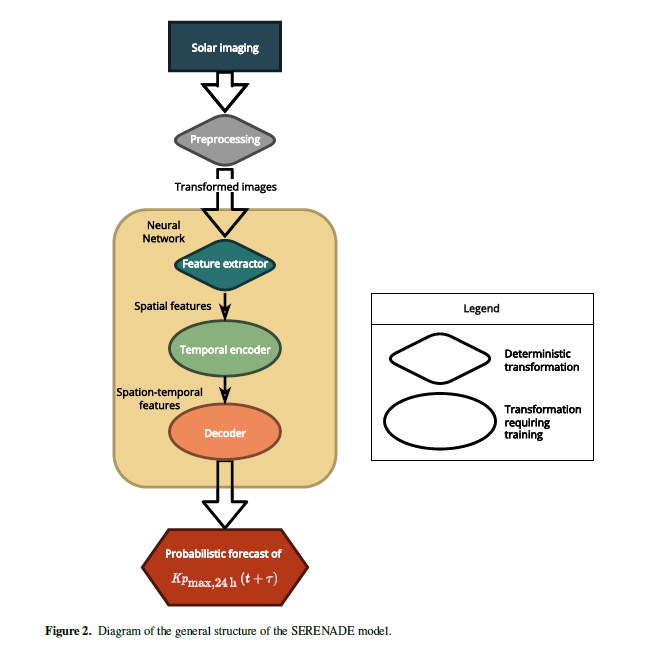 Solar imaging
Preprocessing
Transformed images
Neural
Network
Feature extractor
Spatial features
Temporal encoder
Spation-temporal
features
Decoder
Probabilistic forecast of
Kpmax,24 h (t + τ)
Legend
Deterministic
transformation
Transformation
requiring
training
Figure 2. Diagram of the general structure of the SERENADE model.